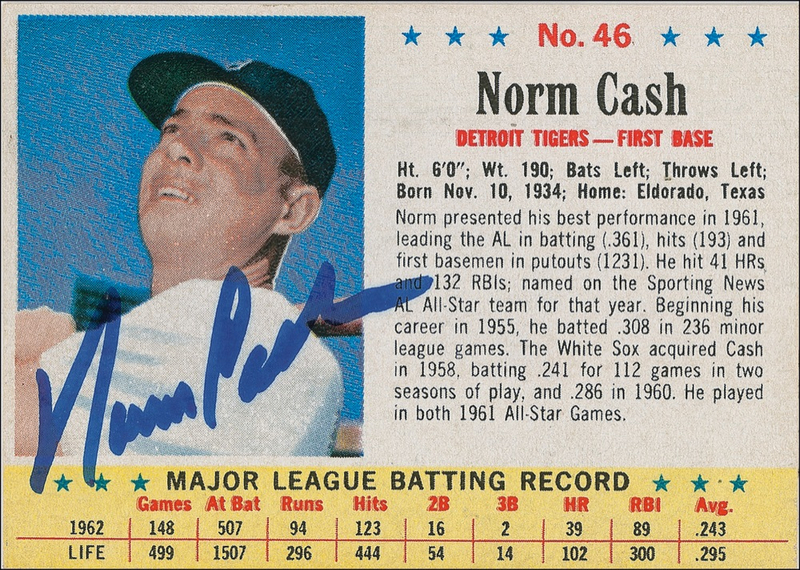 No. 46
Norm Cash
DETROIT TIGERS — FIRST BASE
Ht. 6'0"; Wt. 190; Bats Left; Throws Left;
Born Nov. 10, 1934; Home: Eldorado, Texas
Norm presented his best performance in 1961,
leading the AL in batting (.361), hits (193) and
first basemen in putouts (1231). He hit 41 HRs
and 132 RBIs; named on the Sporting News
AL All-Star team for that year. Beginning his
career in 1955, he batted .308 in 236 minor
league games. The White Sox acquired Cash
in 1958, batting .241 for 112 games in two
seasons of play, and .286 in 1960. He played
in both 1961 All-Star Games.
Norm Cash
MAJOR LEAGUE BATTING RECORD
Games At Bat Runs Hits 2B 3B HR RBI Avg.
1962 148 507 94 123 16 2 39 89 .243
LIFE 499 1507 296 444 54 14 102 300 .295